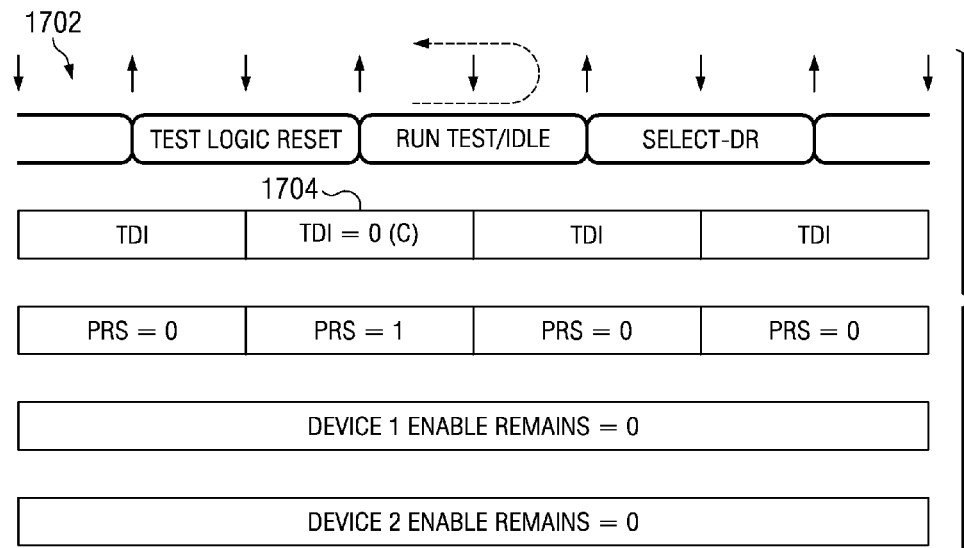 1702
TEST LOGIC RESET RUN TEST/IDLE SELECT-DR
1704
TDI TDI = 0 (C) TDI TDI
PRS = 0 PRS = 1 PRS = 0 PRS = 0
DEVICE 1 ENABLE REMAINS = 0
DEVICE 2 ENABLE REMAINS = 0